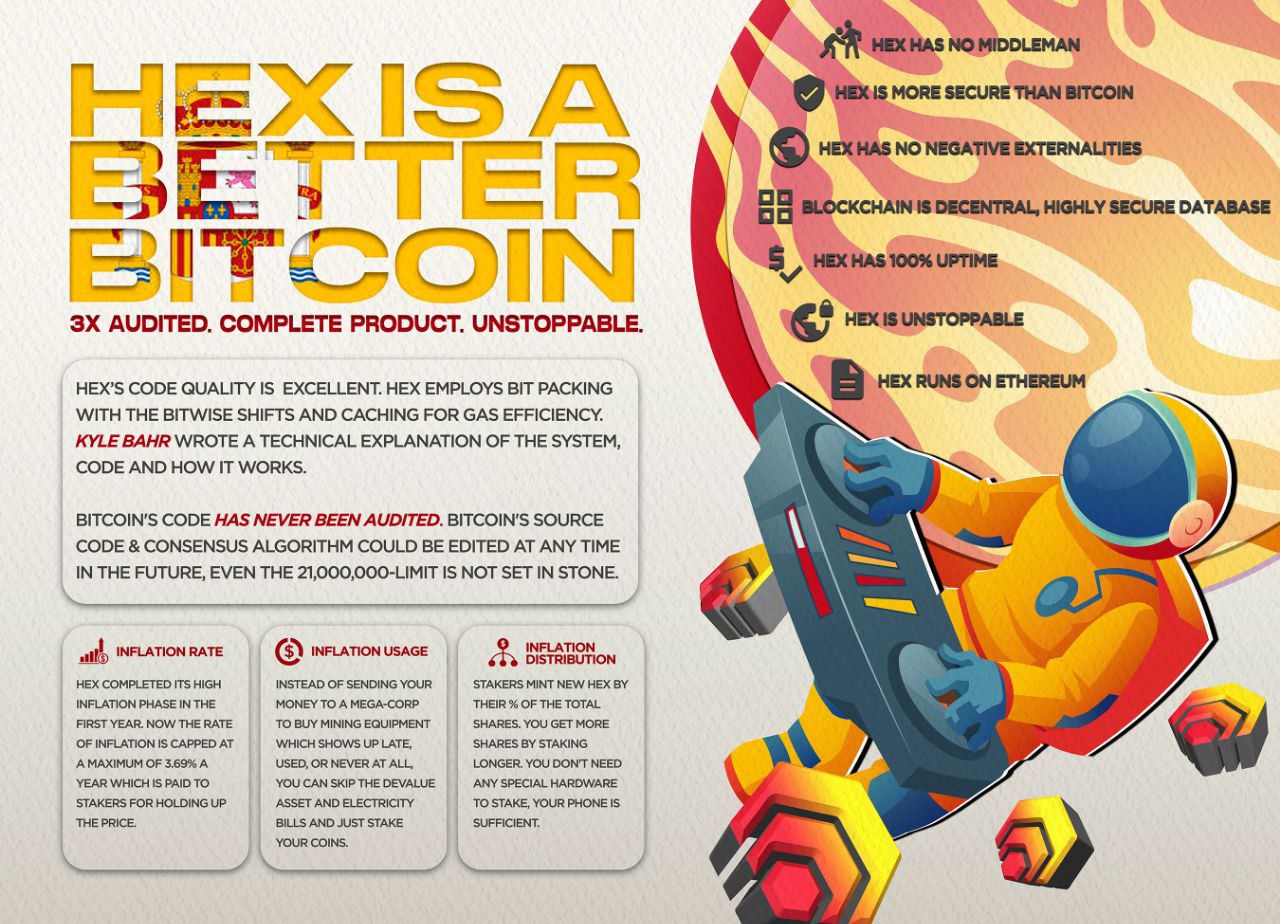 HEX IS A
BETTER
BITCOIN
3X AUDITED. COMPLETE PRODUCT. UNSTOPPABLE.
HEX'S CODE QUALITY IS EXCELLENT. HEX EMPLOYS BIT PACKING
WITH THE BITWISE SHIFTS AND CACHING FOR GAS EFFICIENCY.
KYLE BAHR WROTE A TECHNICAL EXPLANATION OF THE SYSTEM,
CODE AND HOW IT WORKS.
BITCOIN'S CODE HAS NEVER BEEN AUDITED. BITCOIN'S SOURCE
CODE & CONSENSUS ALGORITHM COULD BE EDITED AT ANY TIME
IN THE FUTURE, EVEN THE 21,000,000-LIMIT IS NOT SET IN STONE.
INFLATION RATE
HEX COMPLETED ITS HIGH
INFLATION PHASE IN THE
FIRST YEAR. NOW THE RATE
OF INFLATION IS CAPPED AT
A MAXIMUM OF 3.69% A
YEAR WHICH IS PAID TO
STAKERS FOR HOLDING UP
THE PRICE.
INFLATION USAGE
INSTEAD OF SENDING YOUR
MONEY TO A MEGA-CORP
TO BUY MINING EQUIPMENT
WHICH SHOWS UP LATE,
USED, OR NEVER AT ALL,
YOU CAN SKIP THE DEVALUE
ASSET AND ELECTRICITY
BILLS AND JUST STAKE
YOUR COINS.
INFLATION
DISTRIBUTION
STAKERS MINT NEW HEX BY
THEIR % OF THE TOTAL
SHARES. YOU GET MORE
SHARES BY STAKING
LONGER. YOU DON'T NEED
ANY SPECIAL HARDWARE
TO STAKE, YOUR PHONE IS
SUFFICIENT.
HEX HAS NO MIDDLEMAN
HEX IS MORE SECURE THAN BITCOIN
HEX HAS NO NEGATIVE EXTERNALITIES
BLOCKCHAIN IS DECENTRAL, HIGHLY SECURE DATABASE
HEX HAS 100% UPTIME
HEX IS UNSTOPPABLE
HEX RUNS ON ETHEREUM